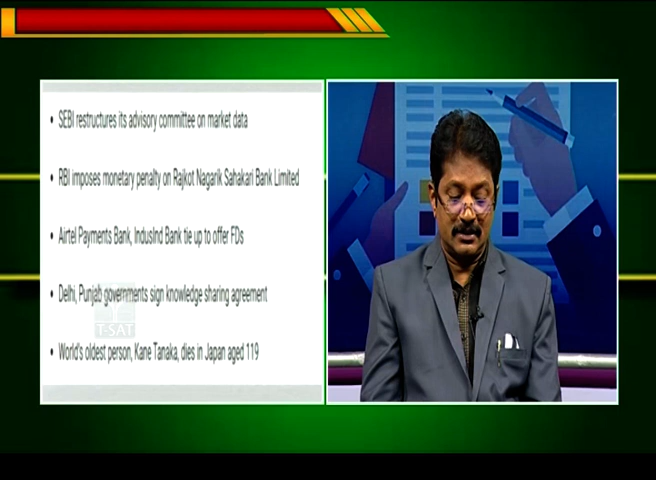 SEBI restructures its advisory committee on market data
RBI imposes monetary penalty on Rajkot Nagarik Sahakari Bank Limited
Airtel Payments Bank, IndusInd Bank tie up to offer FDs
Delhi, Punjab governments sign knowledge sharing agreement
T-SAT
World's oldest person, Kane Tanaka, dies in Japan aged 119